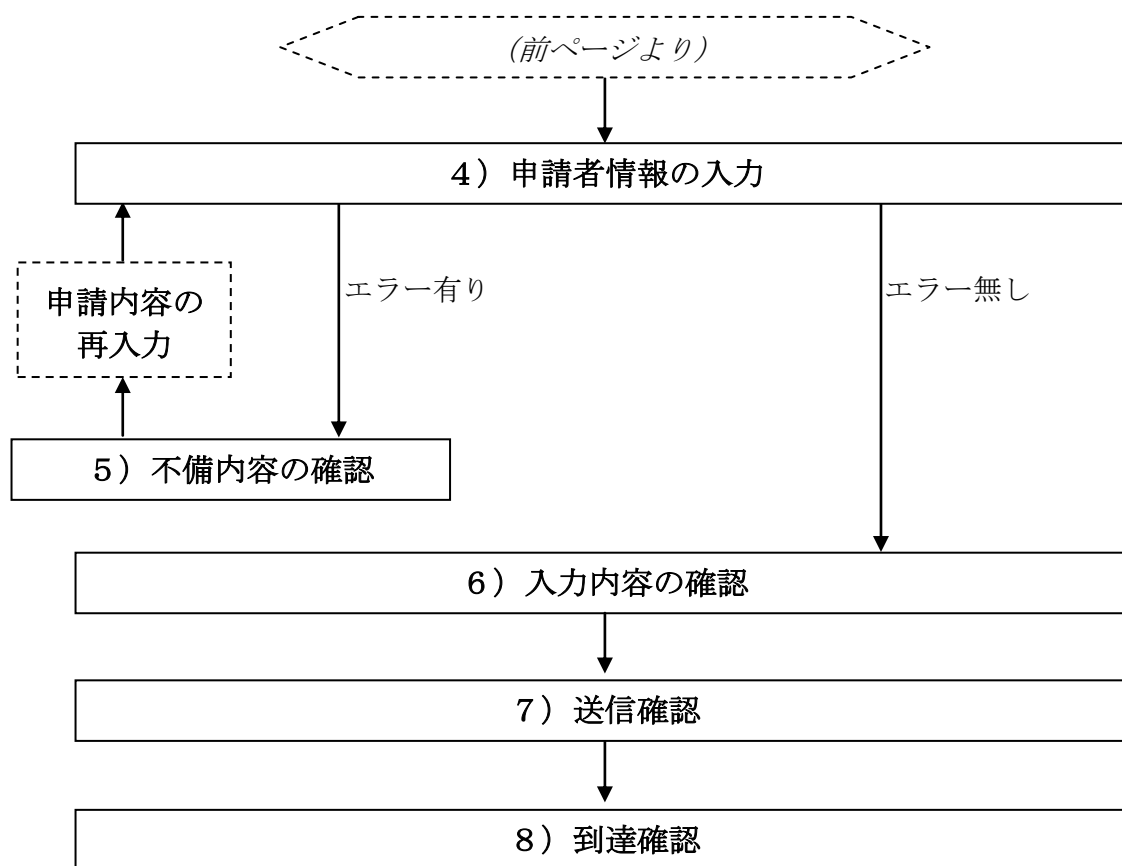 (前ページより)
4) 申請者情報の入力
エラー有り
エラー無し
申請内容の
再入力
5) 不備内容の確認
6) 入力内容の確認
7) 送信確認
8) 到達確認